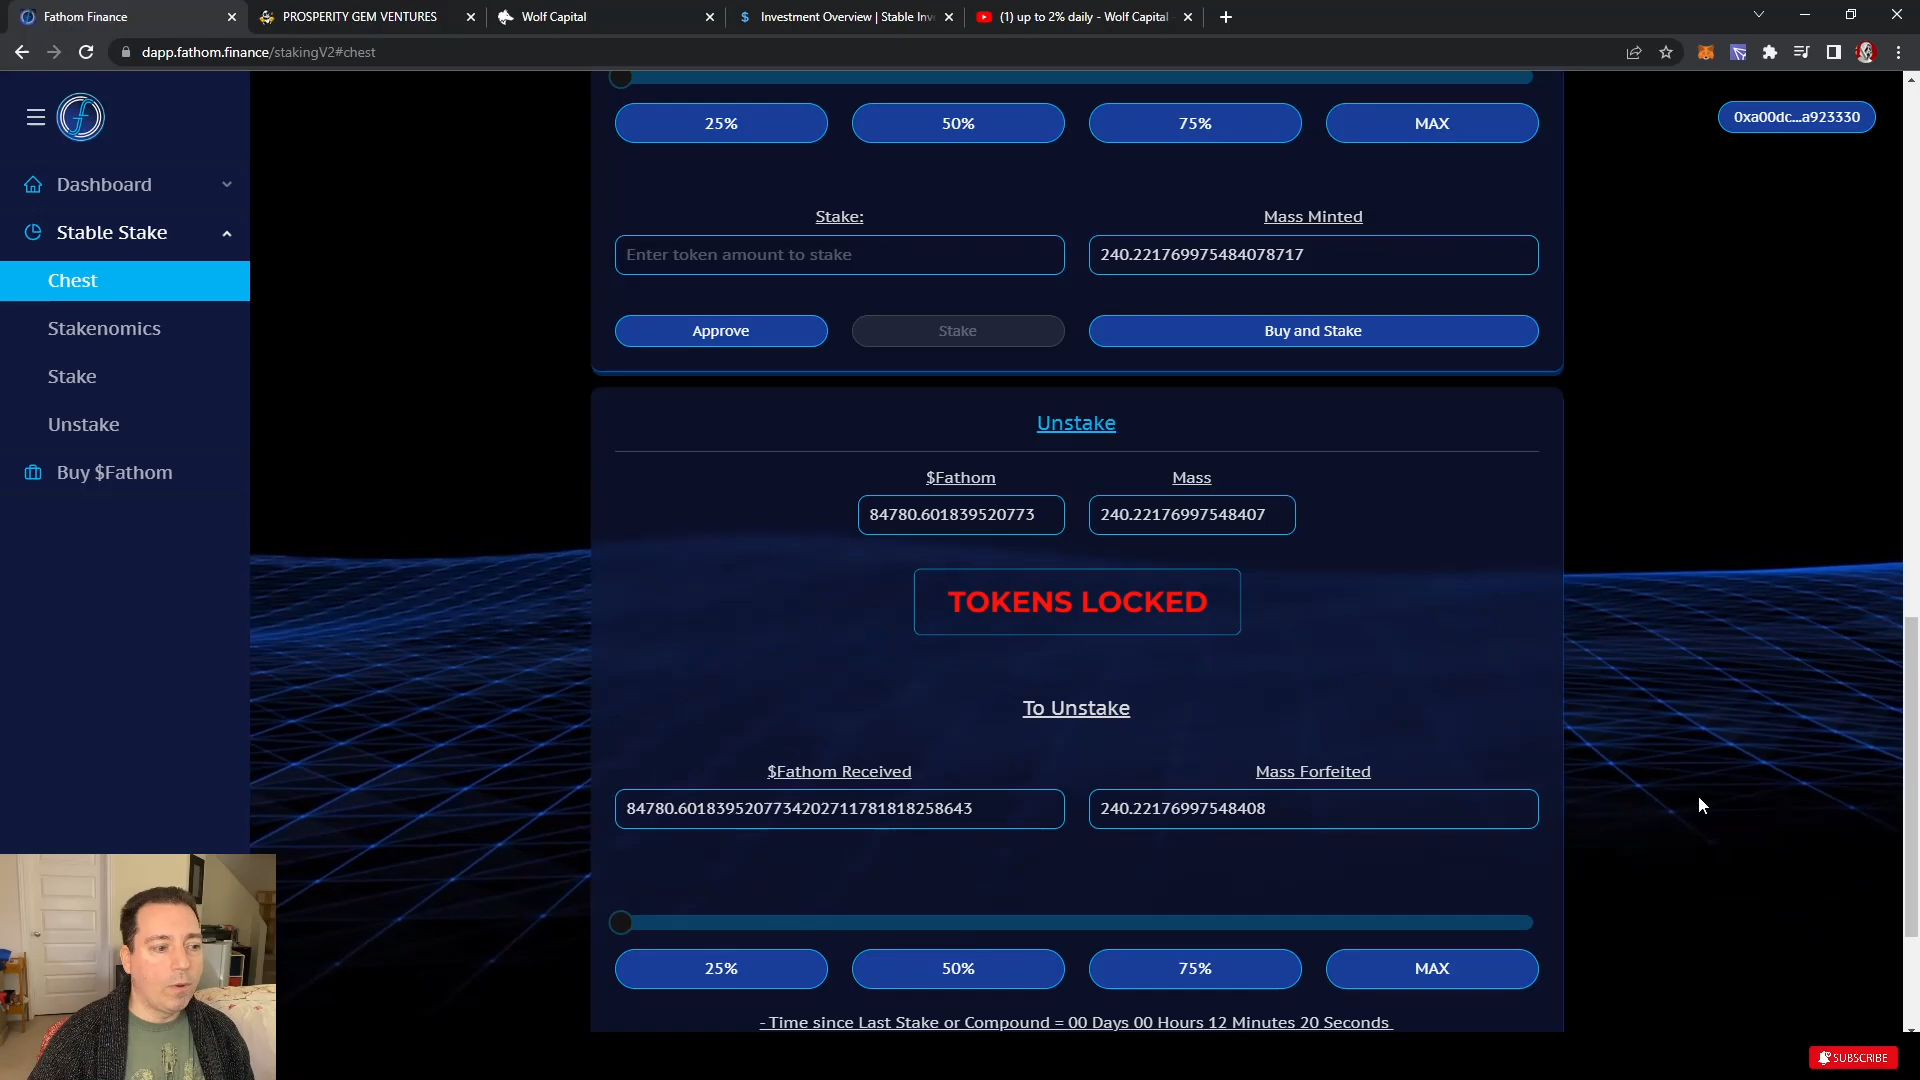 Fathom Finance
PROSPERITY GEM VENTURES
Wolf Capital
Investment Overview | Stable Inv
(1) up to 2% daily - Wolf Capital
dapp.fathom.finance/stakingV2#chest
0xa00dc...a923330
Dashboard
Stable Stake
Chest
Stakenomics
Stake
Unstake
Buy $Fathom
25% 50% 75% MAX
Stake: Mass Minted
Enter token amount to stake 240.221769975484078717
Approve Stake Buy and Stake
Unstake
$Fathom Mass
84780.601839520773 240.22176997548407
TOKENS LOCKED
To Unstake
$Fathom Received Mass Forfeited
84780.6018395207734202711781818258643 240.22176997548408
25% 50% 75% MAX
- Time since Last Stake or Compound = 00 Days 00 Hours 12 Minutes 20 Seconds
SUBSCRIBE